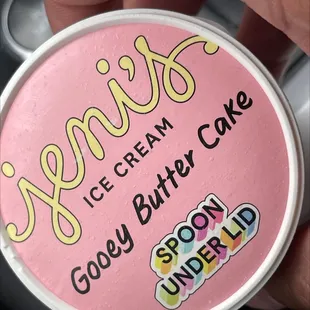 jeni's
ICE CREAM
Gooey Butter Cake
SPOON
UNDER LID